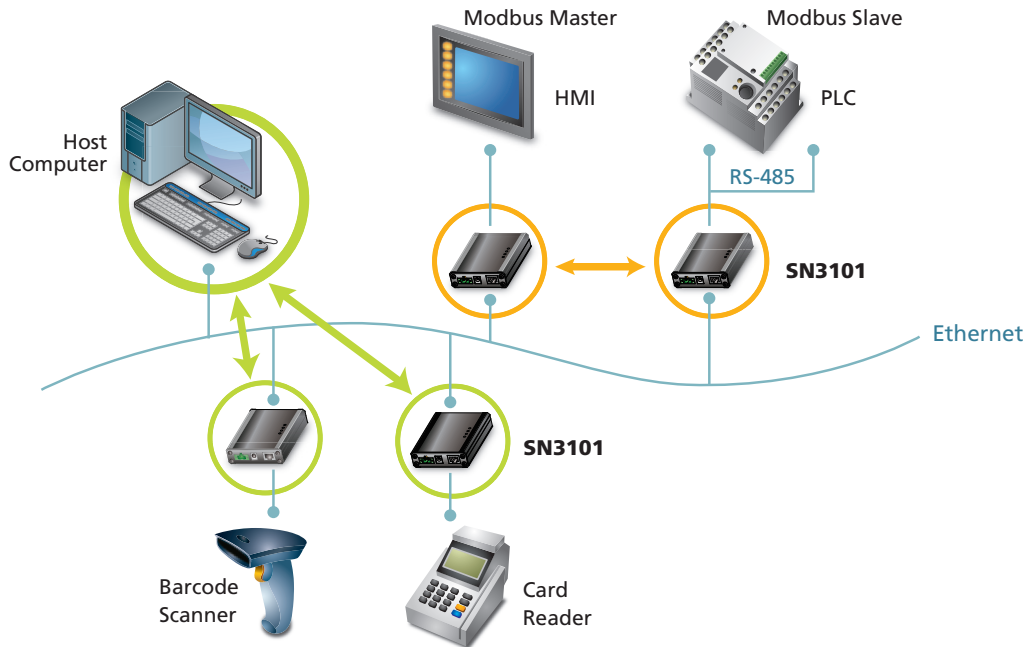 Modbus Master
Modbus Slave
HMI
PLC
Host
Computer
RS-485
SN3101
Ethernet
SN3101
Barcode
Scanner
Card
Reader